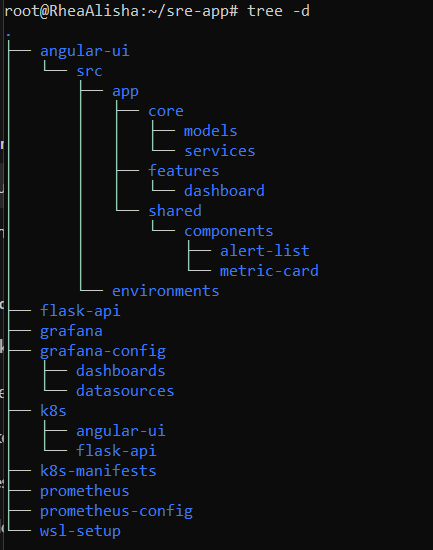 root@RheaAlisha:~/sre-app# tree -d
.
├── angular-ui
│   └── src
│       ├── app
│       │   ├── core
│       │   │   ├── models
│       │   │   └── services
│       │   ├── features
│       │   │   └── dashboard
│       │   └── shared
│       │       └── components
│       │           ├── alert-list
│       │           └── metric-card
│       └── environments
├── flask-api
├── grafana
├── grafana-config
│   ├── dashboards
│   └── datasources
├── k8s
│   ├── angular-ui
│   └── flask-api
├── k8s-manifests
├── prometheus
├── prometheus-config
└── wsl-setup